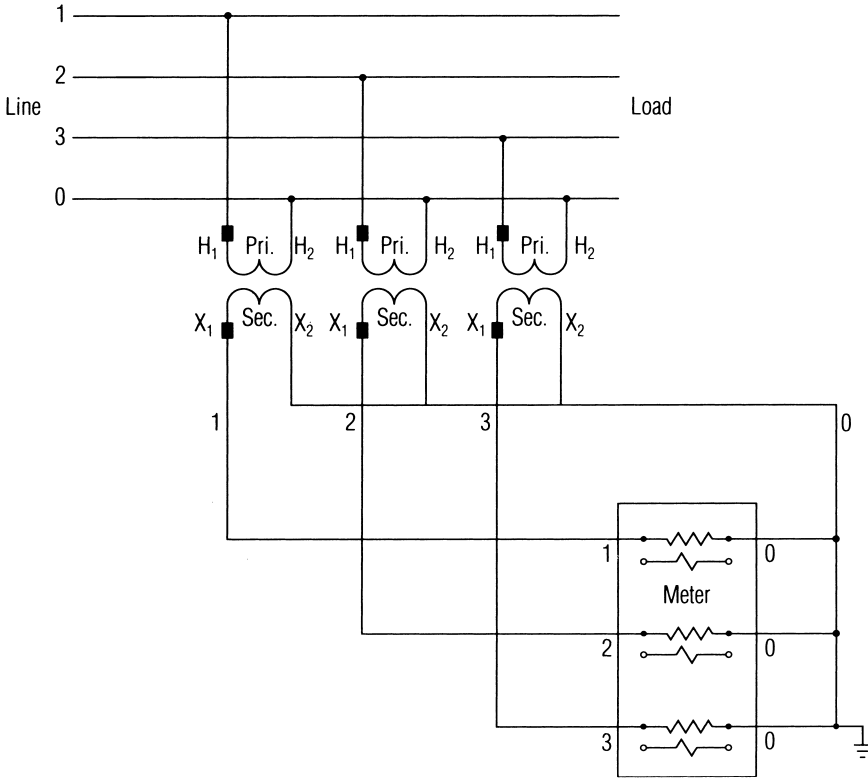 1
2
Line
Load
3
0
H₁ Pri. H₂ H₁ Pri. H₂ H₁ Pri. H₂
X₁ Sec. X₂ X₁ Sec. X₂ X₁ Sec. X₂
1 2 3 0
1 0
Meter
2 0
3 0